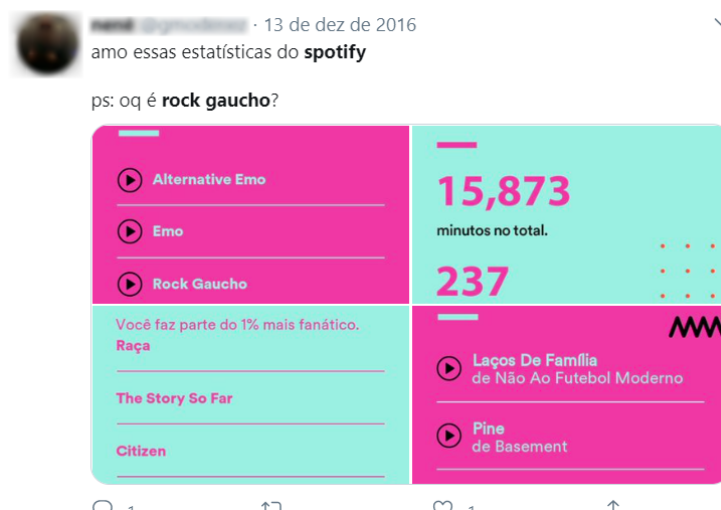 · 13 de dez de 2016
amo essas estatísticas do spotify
ps: oq é rock gaucho?
Alternative Emo
Emo
Rock Gaucho
15,873
minutos no total.
237
Você faz parte do 1% mais fanático.
Raça
The Story So Far
Citizen
Laços De Família
de Não Ao Futebol Moderno
Pine
de Basement